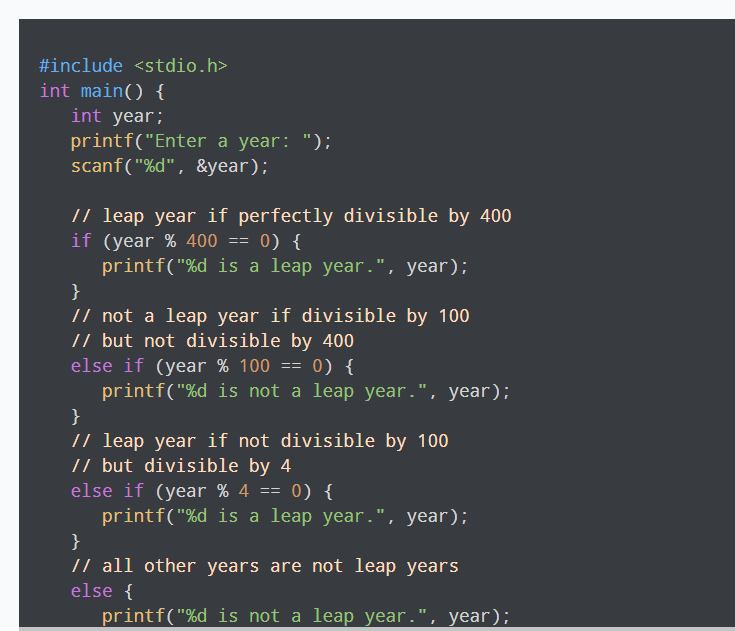 #include <stdio.h>
int main() {
   int year;
   printf("Enter a year: ");
   scanf("%d", &year);

   // leap year if perfectly divisible by 400
   if (year % 400 == 0) {
      printf("%d is a leap year.", year);
   }
   // not a leap year if divisible by 100
   // but not divisible by 400
   else if (year % 100 == 0) {
      printf("%d is not a leap year.", year);
   }
   // leap year if not divisible by 100
   // but divisible by 4
   else if (year % 4 == 0) {
      printf("%d is a leap year.", year);
   }
   // all other years are not leap years
   else {
      printf("%d is not a leap year.", year);